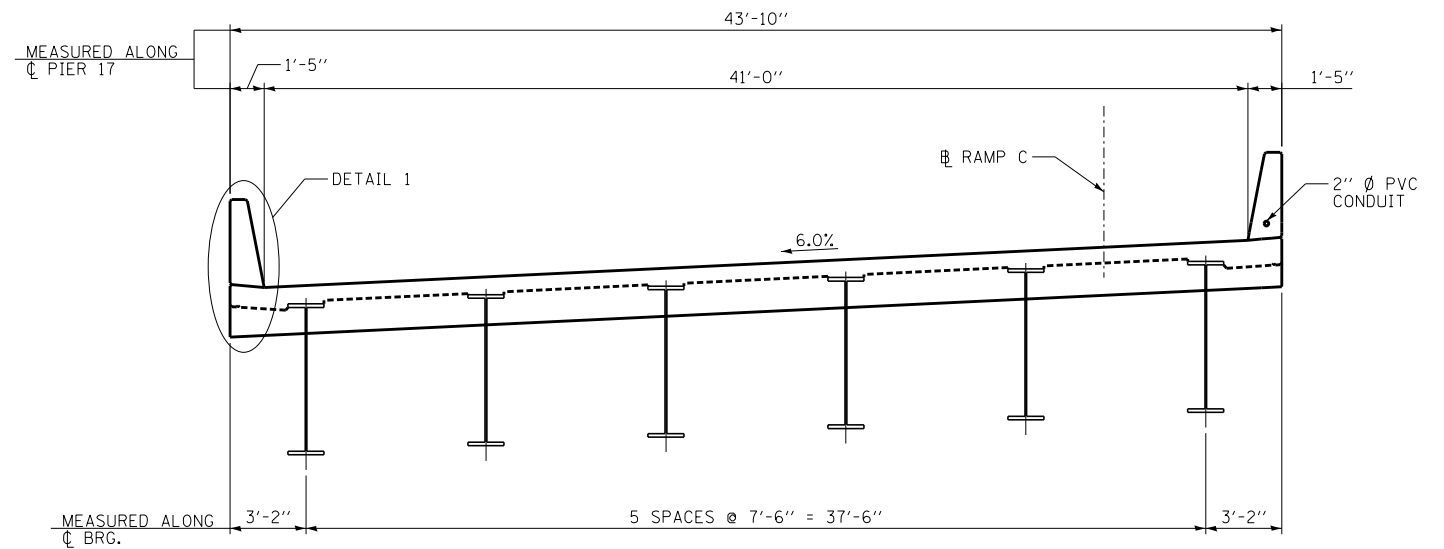 43'-10''
MEASURED ALONG
℄ PIER 17
1'-5''
41'-0''
1'-5''
DETAIL 1
B̲L RAMP C
2'' Ø PVC
CONDUIT
6.0%
MEASURED ALONG
℄ BRG.
3'-2''
5 SPACES @ 7'-6'' = 37'-6''
3'-2''